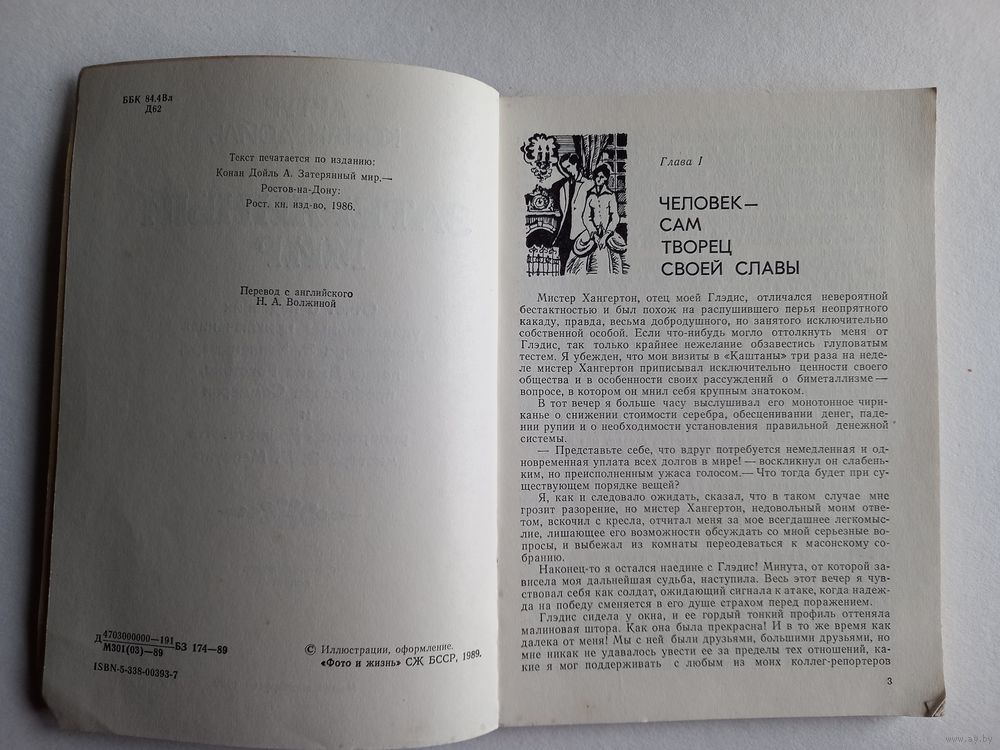 ББК 84.4Вл
Д62
Текст печатается по изданию:
Конан Дойль А. Затерянный мир.—
Ростов-на-Дону:
Рост. кн. изд-во, 1986.
Перевод с английского
Н. А. Волжиной
Д 4703000000—191 БЗ 174—89
М301(03)—89
ISBN-5-338-00393-7
© Иллюстрации, оформление.
«Фото и жизнь» СЖ БССР, 1989.
Глава I
ЧЕЛОВЕК—
САМ
ТВОРЕЦ
СВОЕЙ СЛАВЫ
Мистер Хангертон, отец моей Глэдис, отличался невероятной
бестактностью и был похож на распушившего перья неопрятного
какаду, правда, весьма добродушного, но занятого исключительно
собственной особой. Если что-нибудь могло оттолкнуть меня от
Глэдис, так только крайнее нежелание обзавестись глуповатым
тестем. Я убежден, что мои визиты в «Каштаны» три раза на неде-
ле мистер Хангертон приписывал исключительно ценности своего
общества и в особенности своих рассуждений о биметаллизме—
вопросе, в котором он мнил себя крупным знатоком.
В тот вечер я больше часу выслушивал его монотонное чири-
канье о снижении стоимости серебра, обесценивании денег, паде-
нии рупии и о необходимости установления правильной денежной
системы.
— Представьте себе, что вдруг потребуется немедленная и од-
новременная уплата всех долгов в мире!—воскликнул он слабень-
ким, но преисполненным ужаса голосом.—Что тогда будет при су-
ществующем порядке вещей?
Я, как и следовало ожидать, сказал, что в таком случае мне
грозит разорение, но мистер Хангертон, недовольный моим отве-
том, вскочил с кресла, отчитал меня за мое всегдашнее легкомыс-
лие, лишающее его возможности обсуждать со мной серьезные во-
просы, и выбежал из комнаты переодеваться к масонскому со-
бранию.
Наконец-то я остался наедине с Глэдис! Минута, от которой за-
висела моя дальнейшая судьба, наступила. Весь этот вечер я чув-
ствовал себя как солдат, ожидающий сигнала к атаке, когда надеж-
да на победу сменяется в его душе страхом перед поражением.
Глэдис сидела у окна, и ее гордый тонкий профиль оттеняла
малиновая штора. Как она была прекрасна! И в то же время как
далека от меня! Мы с ней были друзьями, большими друзьями, но
мне никак не удавалось увести ее за пределы тех отношений, ка-
кие я мог поддерживать с любым из моих коллег-репортеров
3
www.ay.by